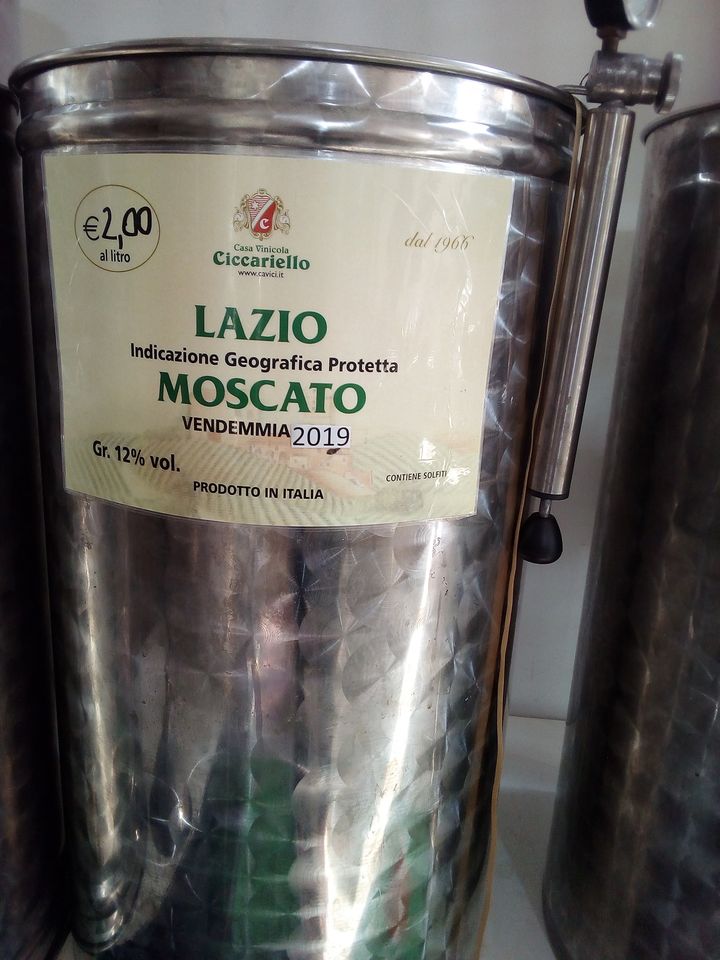 €2,00
al litro
C
Casa Vinicola
Ciccariello
www.cavici.it
dal 1966
LAZIO
Indicazione Geografica Protetta
MOSCATO
VENDEMMIA 2019
Gr. 12% vol.
CONTIENE SOLFITI
PRODOTTO IN ITALIA